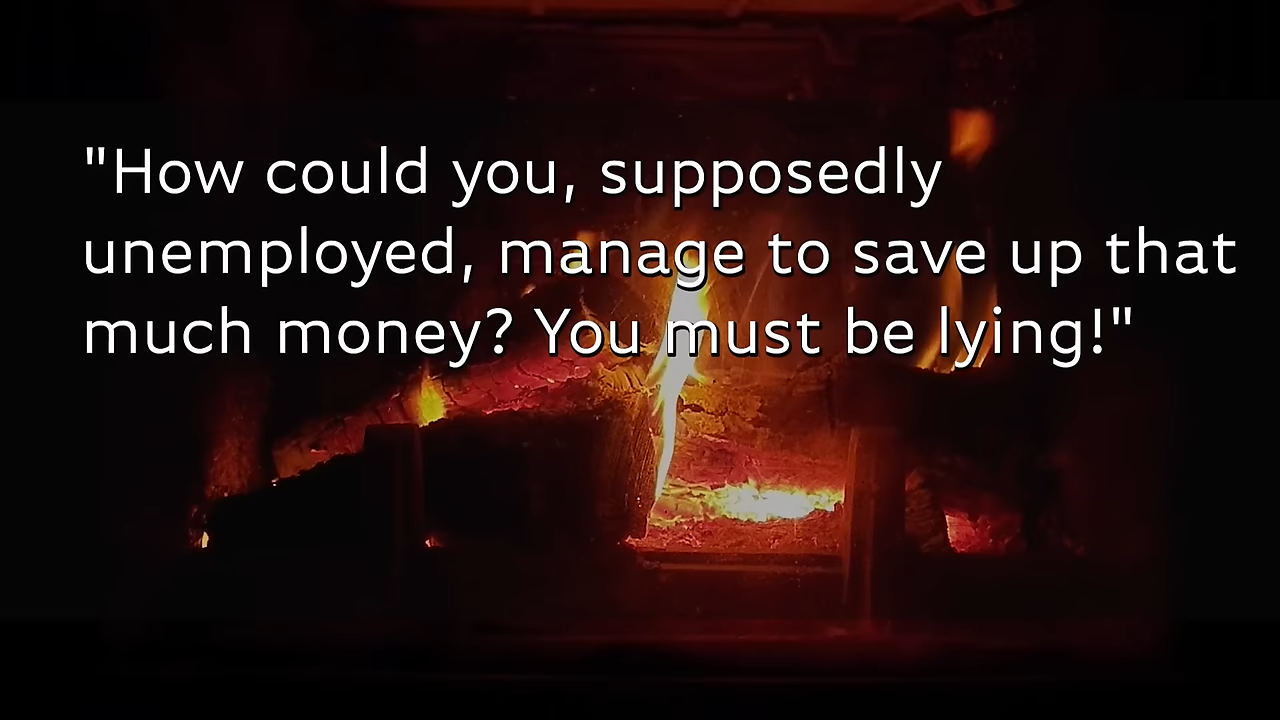 "How could you, supposedly
unemployed, manage to save up that
much money? You must be lying!"